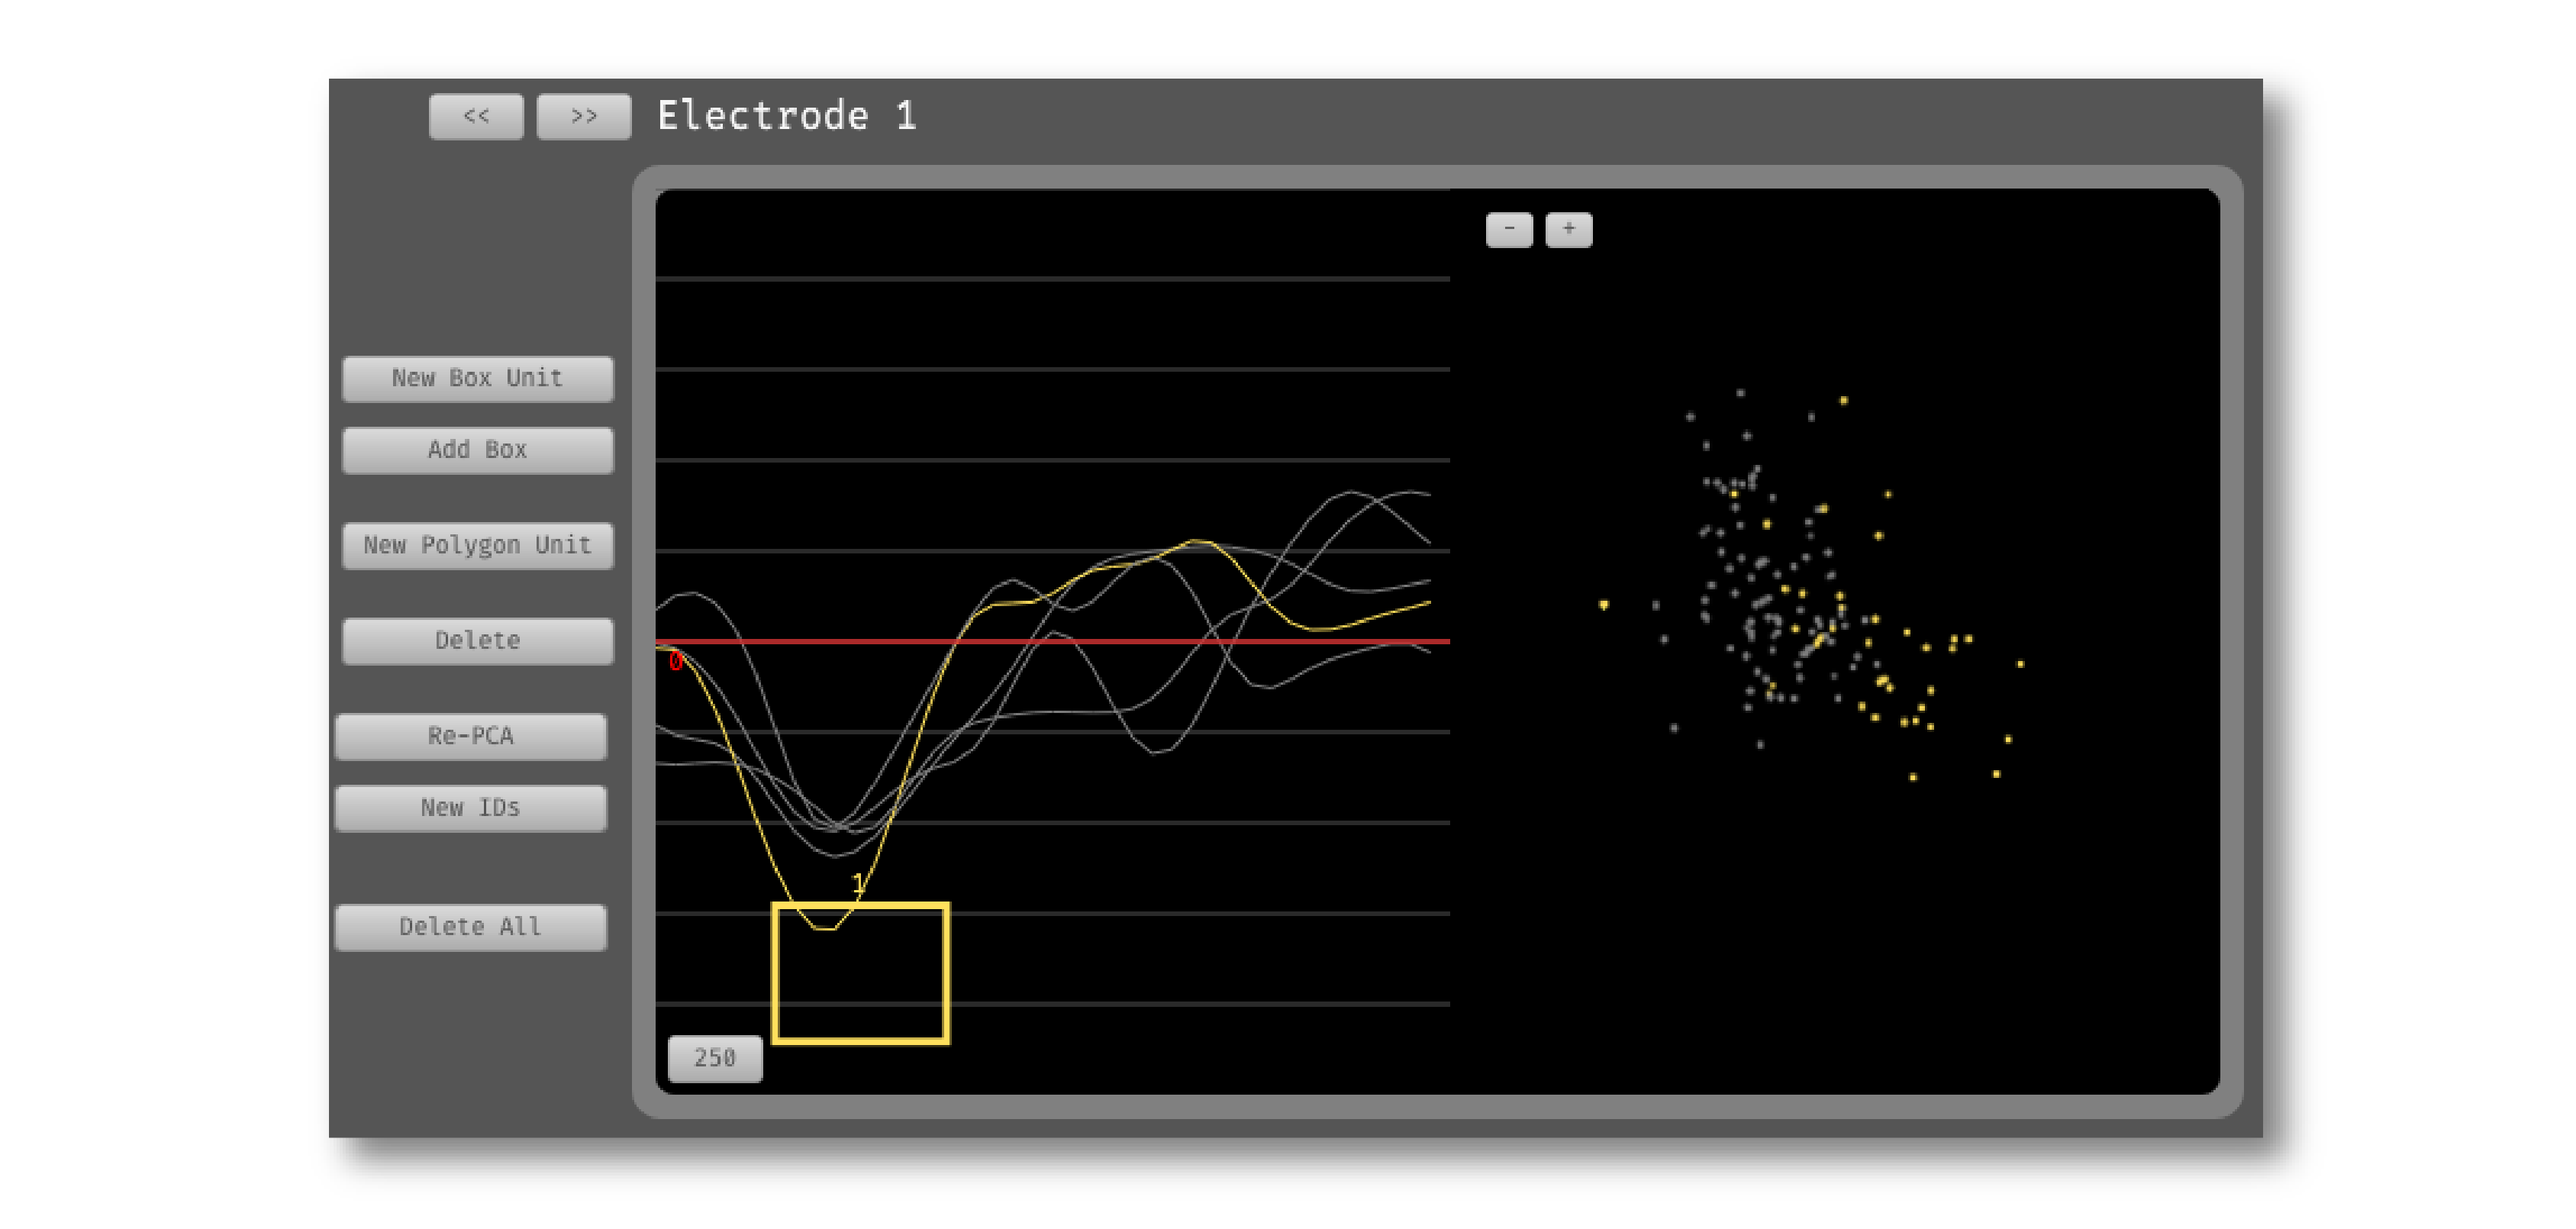 << >> Electrode 1
- +
New Box Unit
Add Box
New Polygon Unit
Delete
0
Re-PCA
New IDs
1
Delete All
250